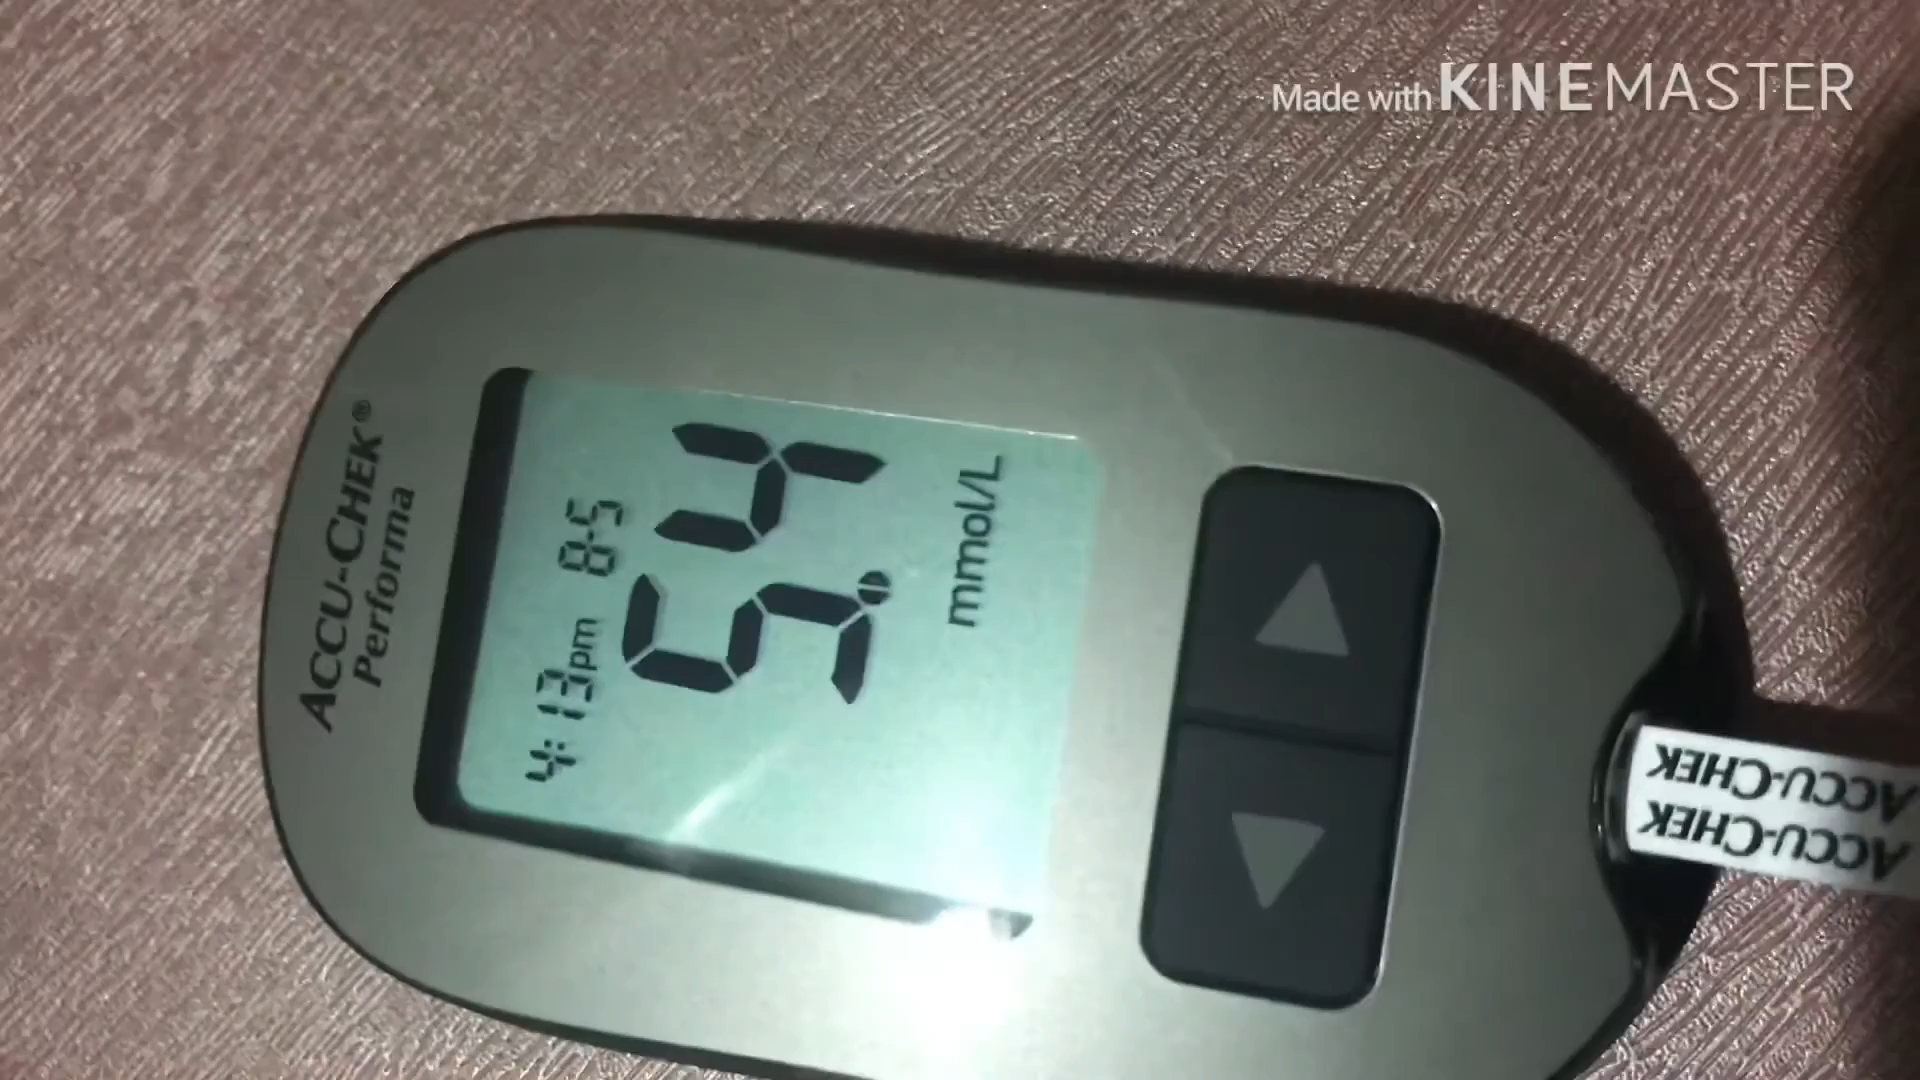 Made with KINEMASTER
ACCU-CHEK®
Performa
4:13pm 8-5
5.4
mmol/L
ACCU-CHEK
ACCU-CHEK